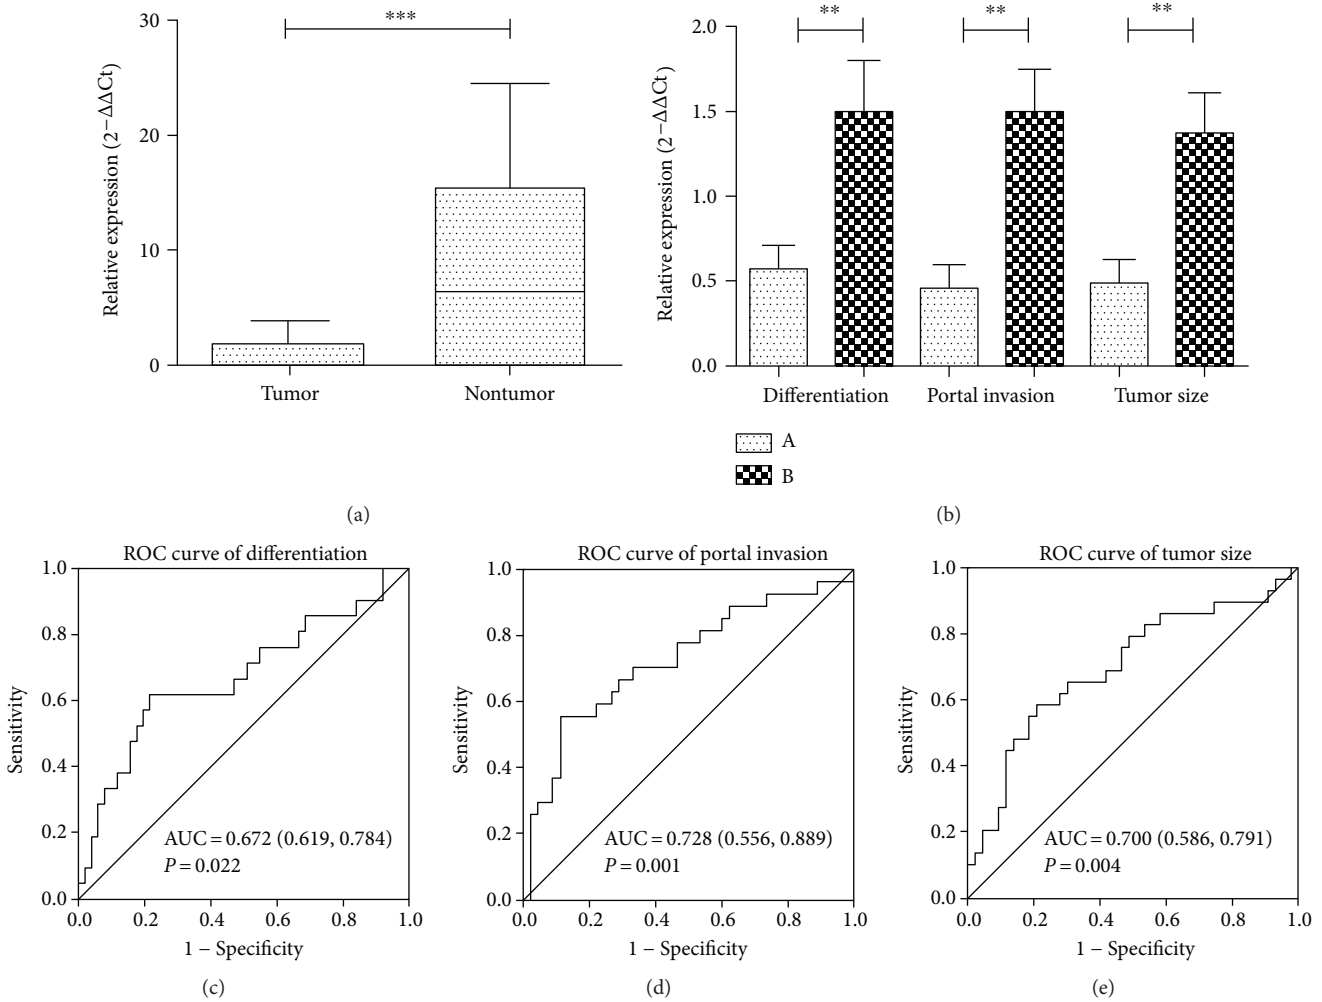 30
20
10
0
Relative expression (2−ΔΔCt)
***
Tumor
Nontumor
(a)
2.0
1.5
1.0
0.5
0.0
Relative expression (2−ΔΔCt)
**
**
**
Differentiation
Portal invasion
Tumor size
A
B
(b)
ROC curve of differentiation
1.0
0.8
0.6
0.4
0.2
0.0
Sensitivity
AUC = 0.672 (0.619, 0.784)
P = 0.022
0.0 0.2 0.4 0.6 0.8 1.0
1 − Specificity
(c)
ROC curve of portal invasion
1.0
0.8
0.6
0.4
0.2
0.0
Sensitivity
AUC = 0.728 (0.556, 0.889)
P = 0.001
0.0 0.2 0.4 0.6 0.8 1.0
1 − Specificity
(d)
ROC curve of tumor size
1.0
0.8
0.6
0.4
0.2
0.0
Sensitivity
AUC = 0.700 (0.586, 0.791)
P = 0.004
0.0 0.2 0.4 0.6 0.8 1.0
1 − Specificity
(e)